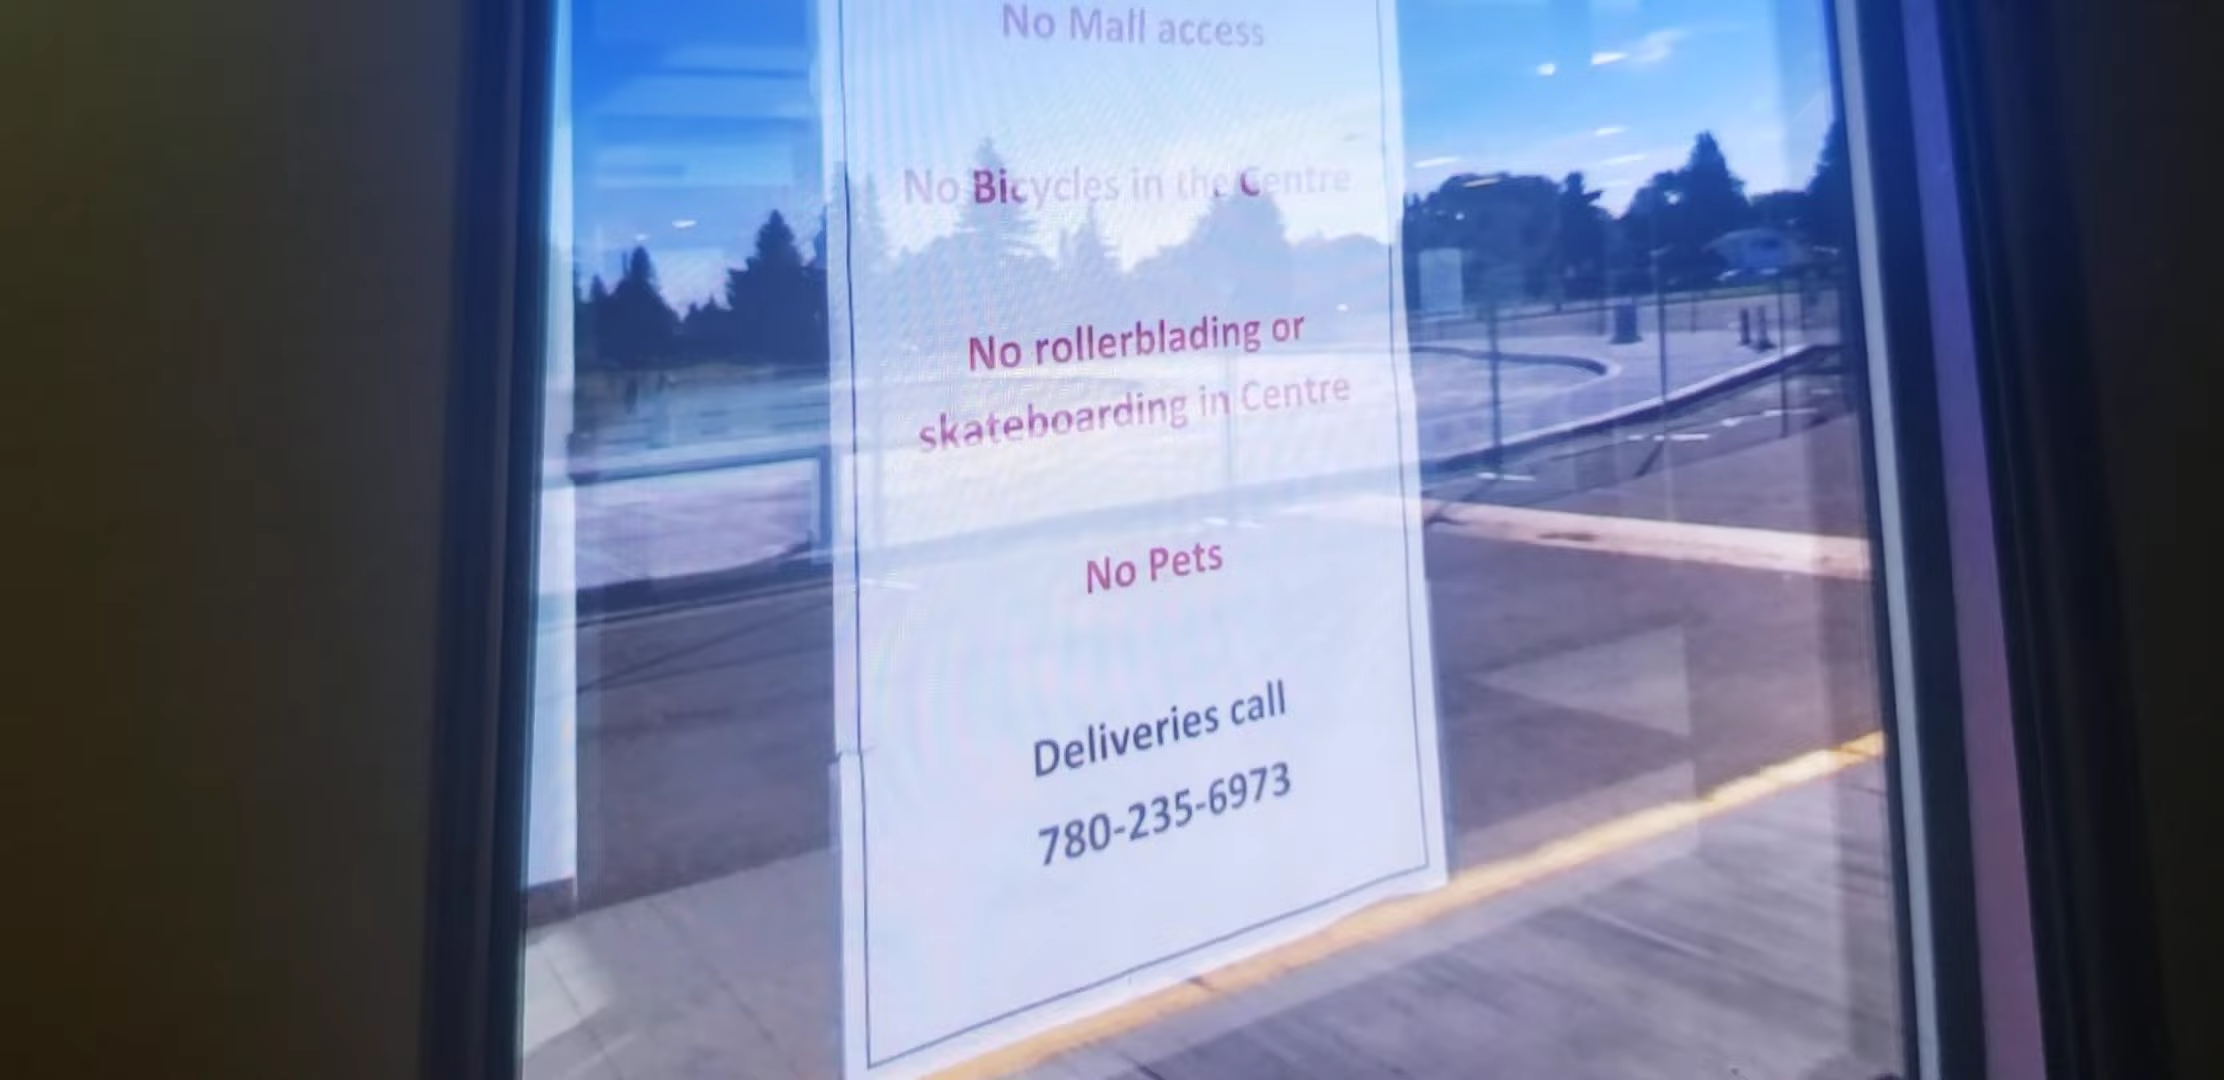 No Mall access
No Bicycles in the Centre
No rollerblading or
skateboarding in Centre
No Pets
Deliveries call
780-235-6973